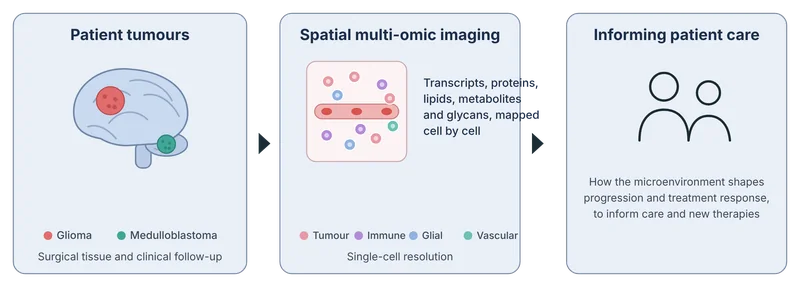 Patient tumours
Glioma
Medulloblastoma
Surgical tissue and clinical follow-up
Spatial multi-omic imaging
Transcripts, proteins,
lipids, metabolites
and glycans, mapped
cell by cell
Tumour
Immune
Glial
Vascular
Single-cell resolution
Informing patient care
How the microenvironment shapes
progression and treatment response,
to inform care and new therapies